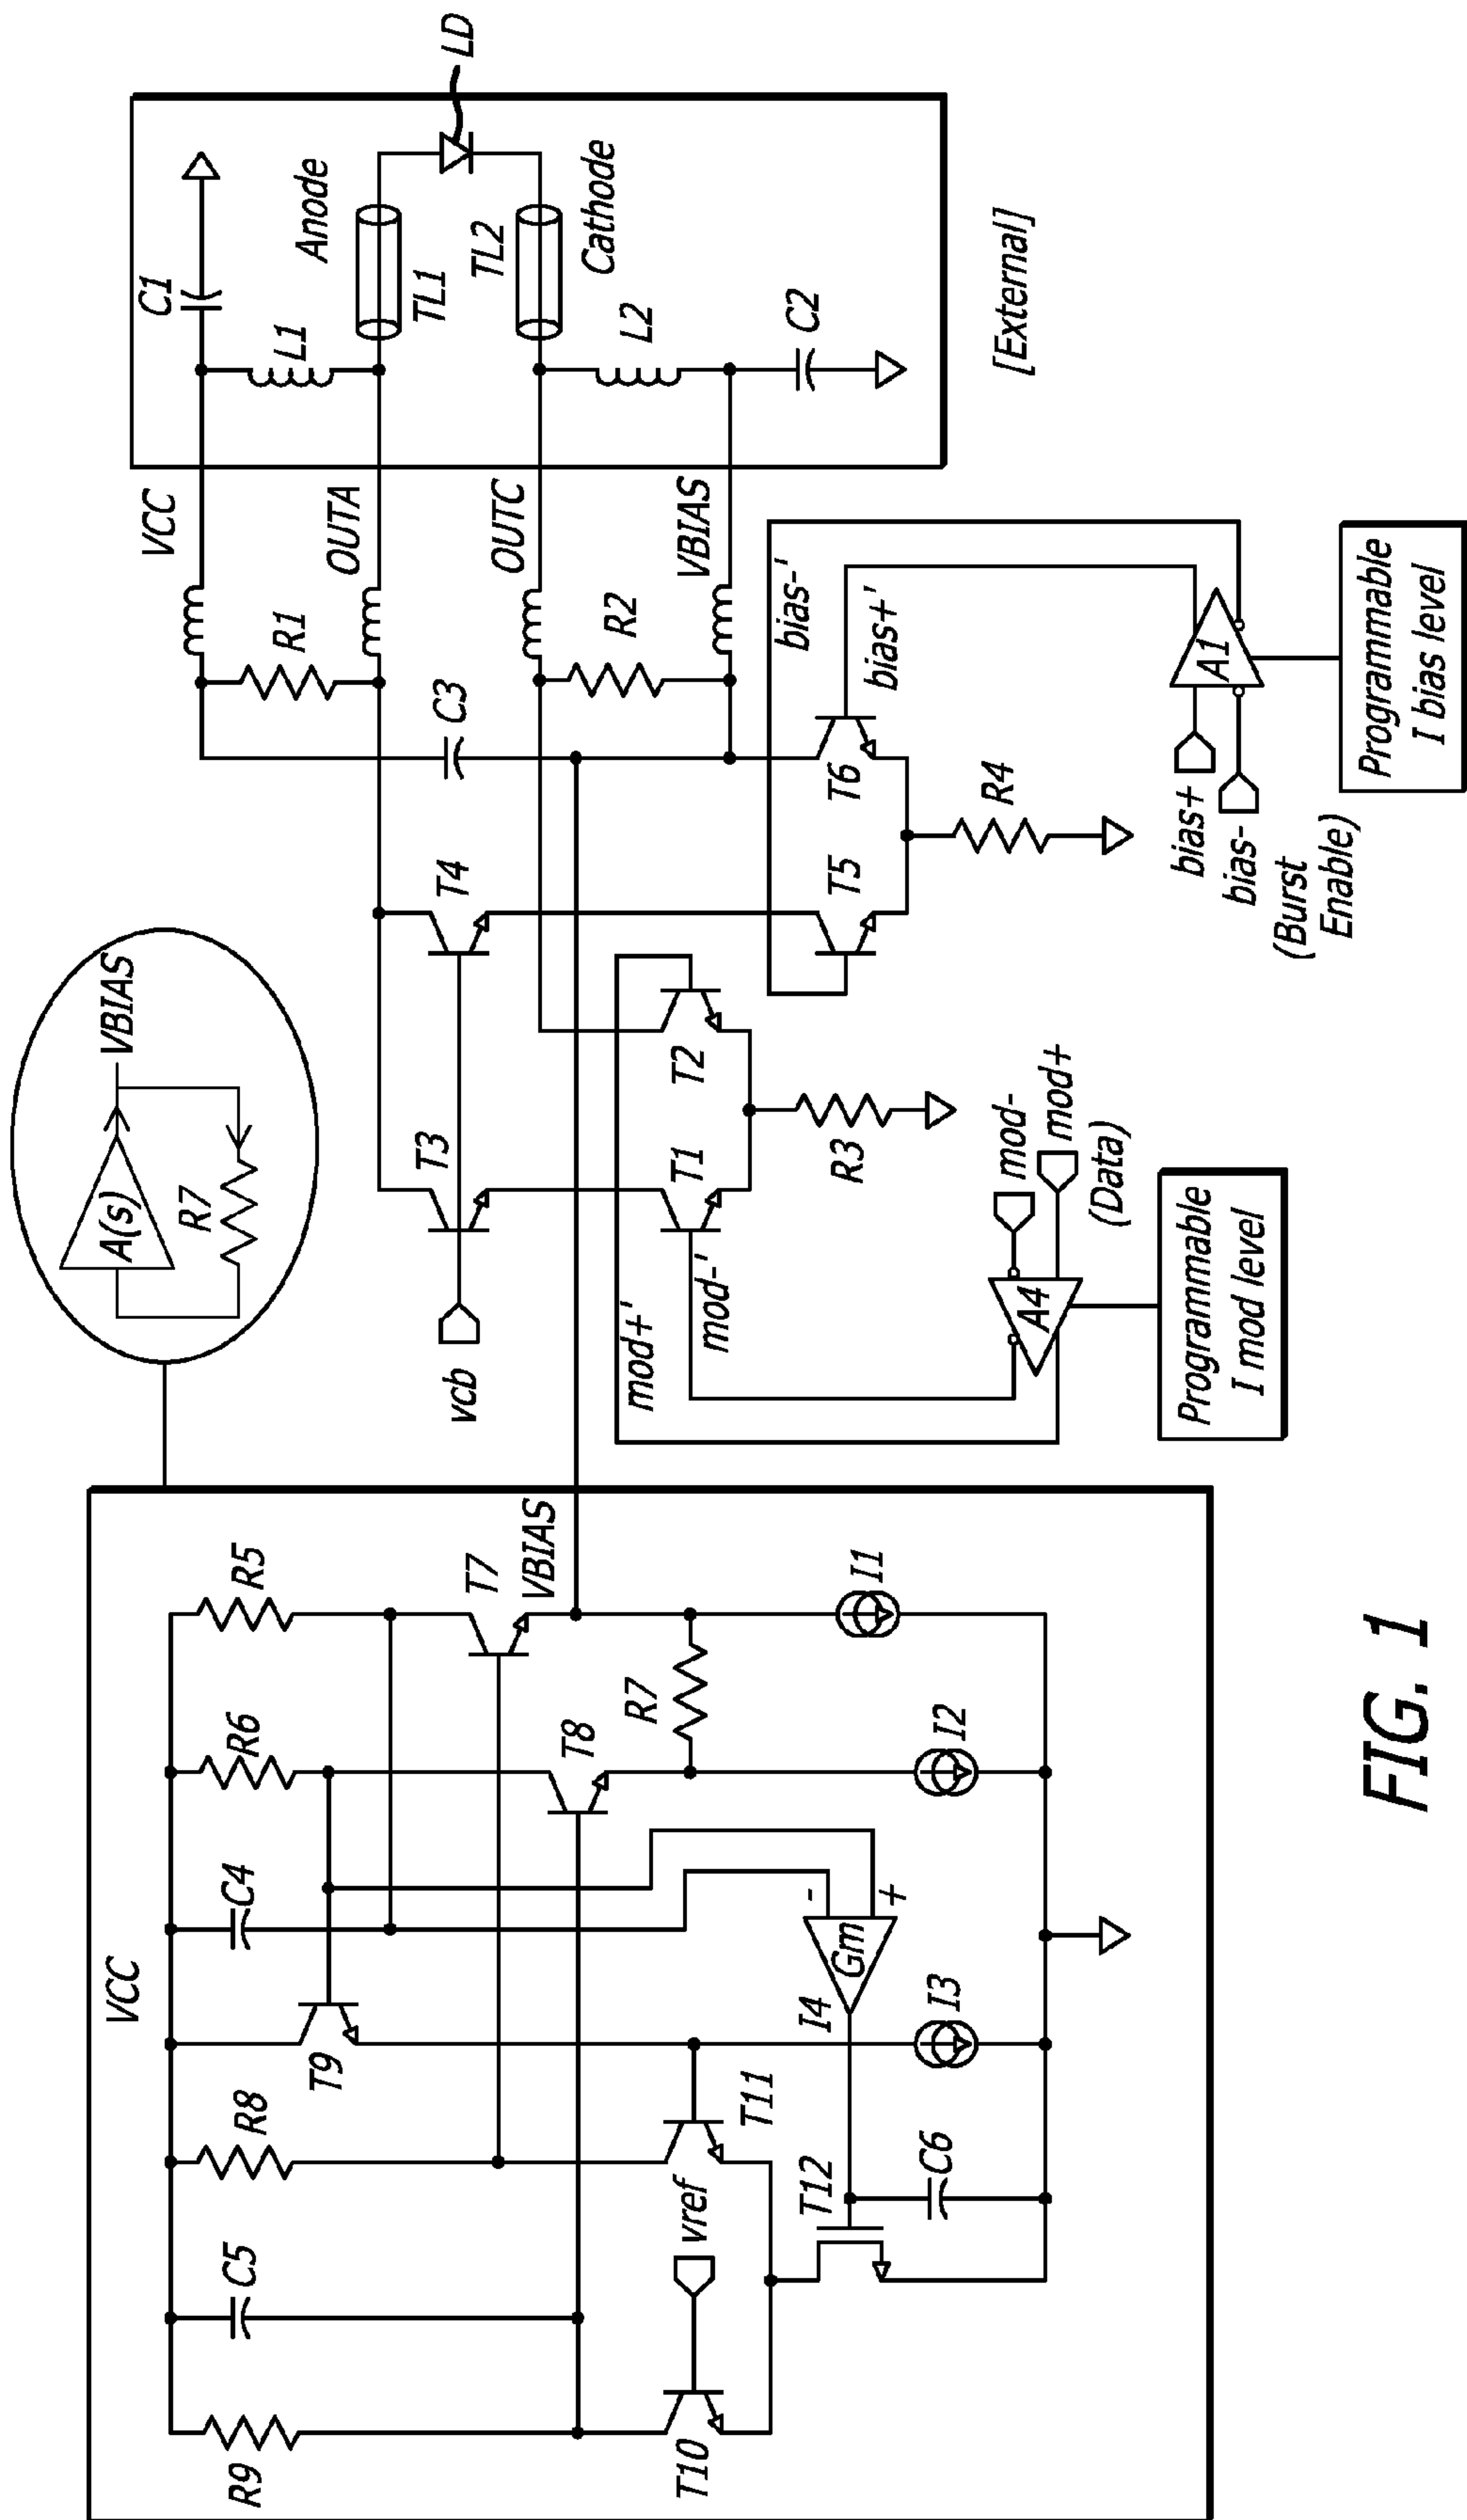 VCC
R9
C5
R8
T9
C4
R6
R5
T10
vref
T11
T12
C6
I4
Gm
-
+
I3
T8
R7
I2
T7
VBIAS
I1
A(s)
R7
VBIAS
vcb
T3
T4
mod+'
mod-'
T1
T2
R3
A4
mod-
mod+
(Data)
Programmable
I mod level
C3
R1
R2
T5
T6
R4
bias-'
bias+'
A1
bias+
bias-
(Burst
Enable)
Programmable
I bias level
VCC
OUTA
OUTC
VBIAS
C1
L1
Anode
TL1
TL2
Cathode
L2
C2
LD
[External]
FIG. 1